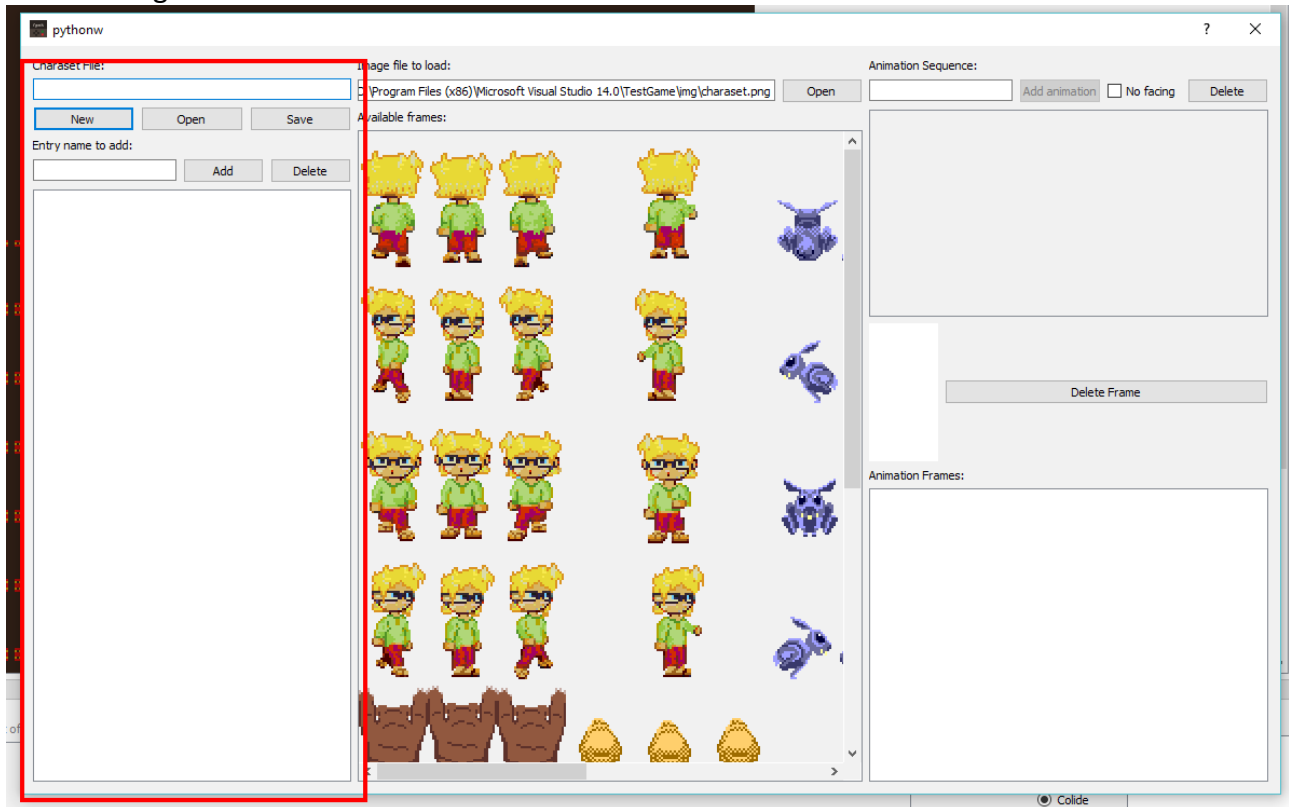 pythonw
?
Charaset File:
New Open Save
Entry name to add:
Add Delete
Image file to load:
:\Program Files (x86)\Microsoft Visual Studio 14.0\TestGame\img\charaset.png Open
Available frames:
Animation Sequence:
Add animation No facing Delete
Delete Frame
Animation Frames:
Colide